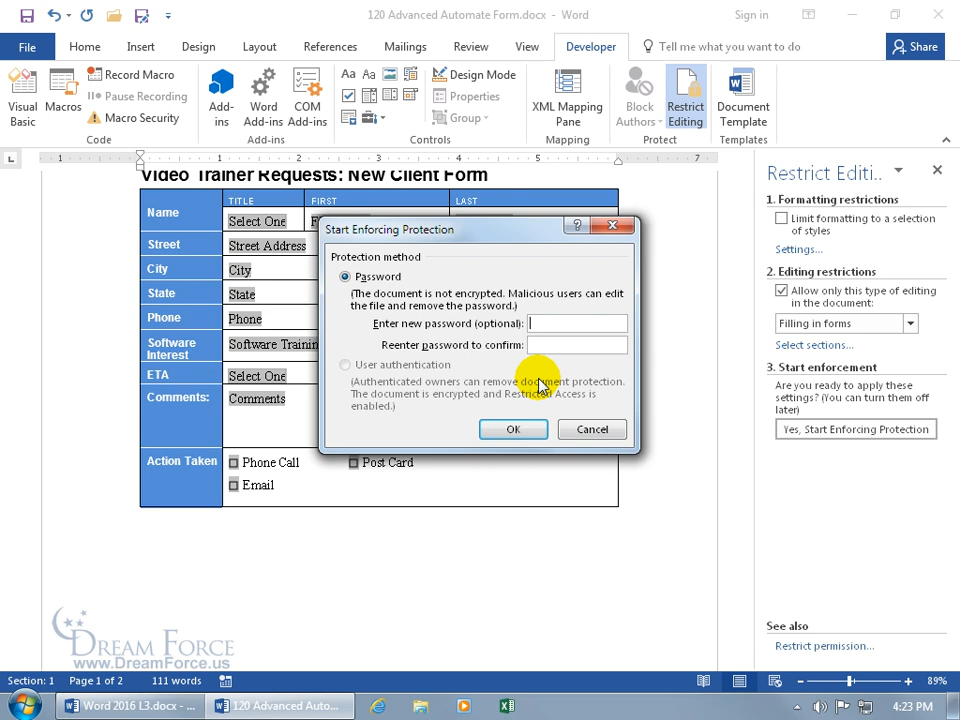 120 Advanced Automate Form.docx - Word
Sign in
File
Home
Insert
Design
Layout
References
Mailings
Review
View
Developer
Tell me what you want to do
Share
Visual
Basic
Macros
Record Macro
Pause Recording
Macro Security
Code
Add-
ins
Word
Add-ins
COM
Add-ins
Add-ins
Aa Aa
Design Mode
Properties
Group
Controls
XML Mapping
Pane
Mapping
Block
Authors
Restrict
Editing
Protect
Document
Template
Templates
L
1 1 2 3 4 5 7
Video Trainer Requests: New Client Form
Name
TITLE
FIRST
LAST
Select One
F
Street
Street Address
City
City
State
State
Phone
Phone
Software
Interest
Software Trainin
ETA
Select One
Comments:
Comments
Action Taken
Phone Call
Post Card
Email
Start Enforcing Protection
?
Protection method
Password
(The document is not encrypted. Malicious users can edit
the file and remove the password.)
Enter new password (optional):
Reenter password to confirm:
User authentication
(Authenticated owners can remove document protection.
The document is encrypted and Restricted Access is
enabled.)
OK
Cancel
Restrict Editi..
1. Formatting restrictions
Limit formatting to a selection
of styles
Settings...
2. Editing restrictions
Allow only this type of editing
in the document:
Filling in forms
Select sections...
3. Start enforcement
Are you ready to apply these
settings? (You can turn them off
later)
Yes, Start Enforcing Protection
See also
Restrict permission...
DREAM FORCE
www.DreamForce.us
Section: 1
Page 1 of 2
111 words
89%
Word 2016 L3.docx - ...
120 Advanced Auto...
4:23 PM